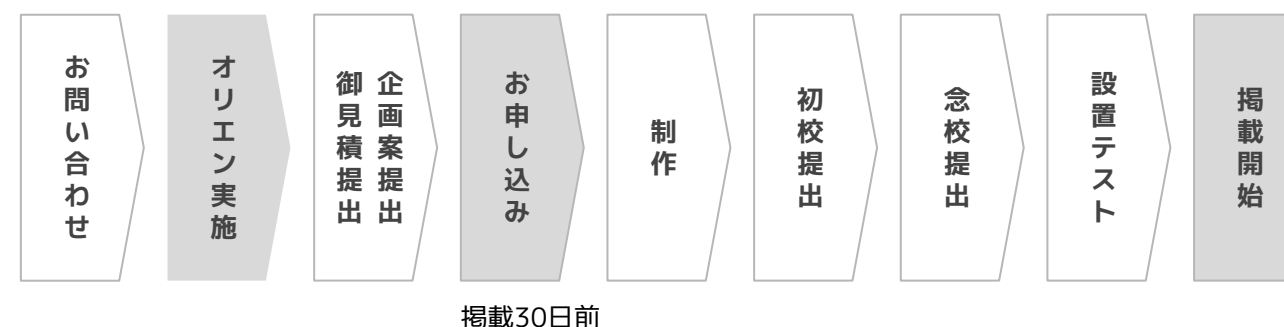 お問い合わせ
オリエン実施
企画案提出
御見積提出
お申し込み
制作
初校提出
念校提出
設置テスト
掲載開始
掲載30日前